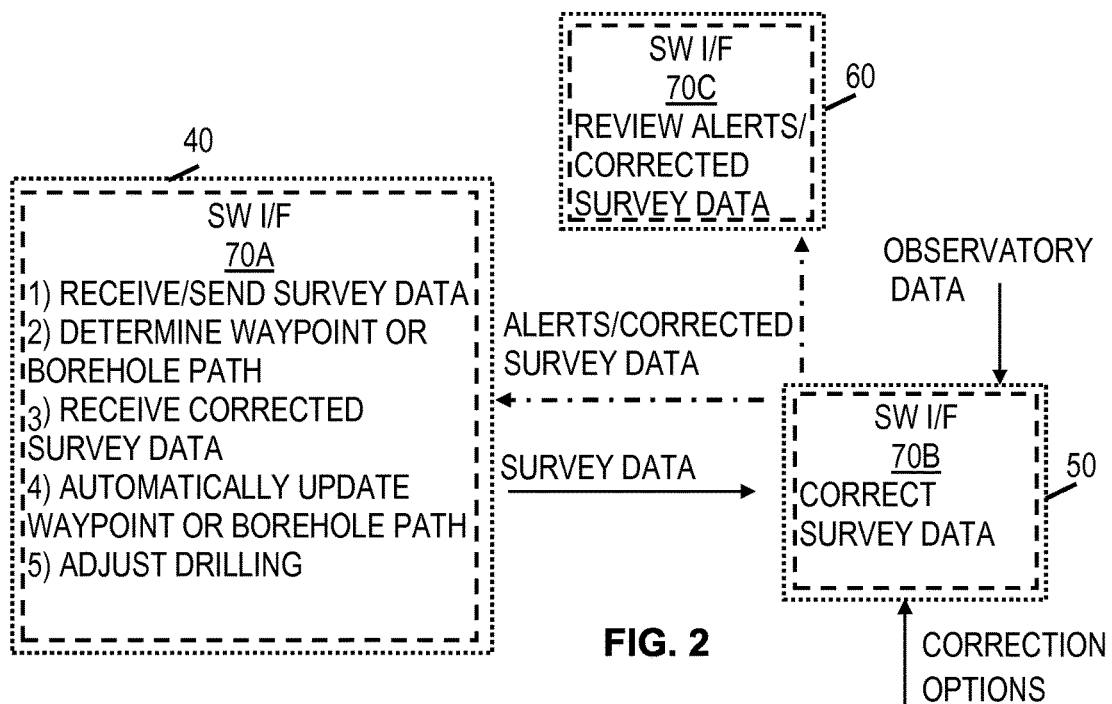 40
SW I/F
70A
1) RECEIVE/SEND SURVEY DATA
2) DETERMINE WAYPOINT OR
BOREHOLE PATH
3) RECEIVE CORRECTED
SURVEY DATA
4) AUTOMATICALLY UPDATE
WAYPOINT OR BOREHOLE PATH
5) ADJUST DRILLING
SW I/F
70C
REVIEW ALERTS/
CORRECTED
SURVEY DATA
60
ALERTS/CORRECTED
SURVEY DATA
SURVEY DATA
OBSERVATORY
DATA
SW I/F
70B
CORRECT
SURVEY DATA
50
CORRECTION
OPTIONS
FIG. 2